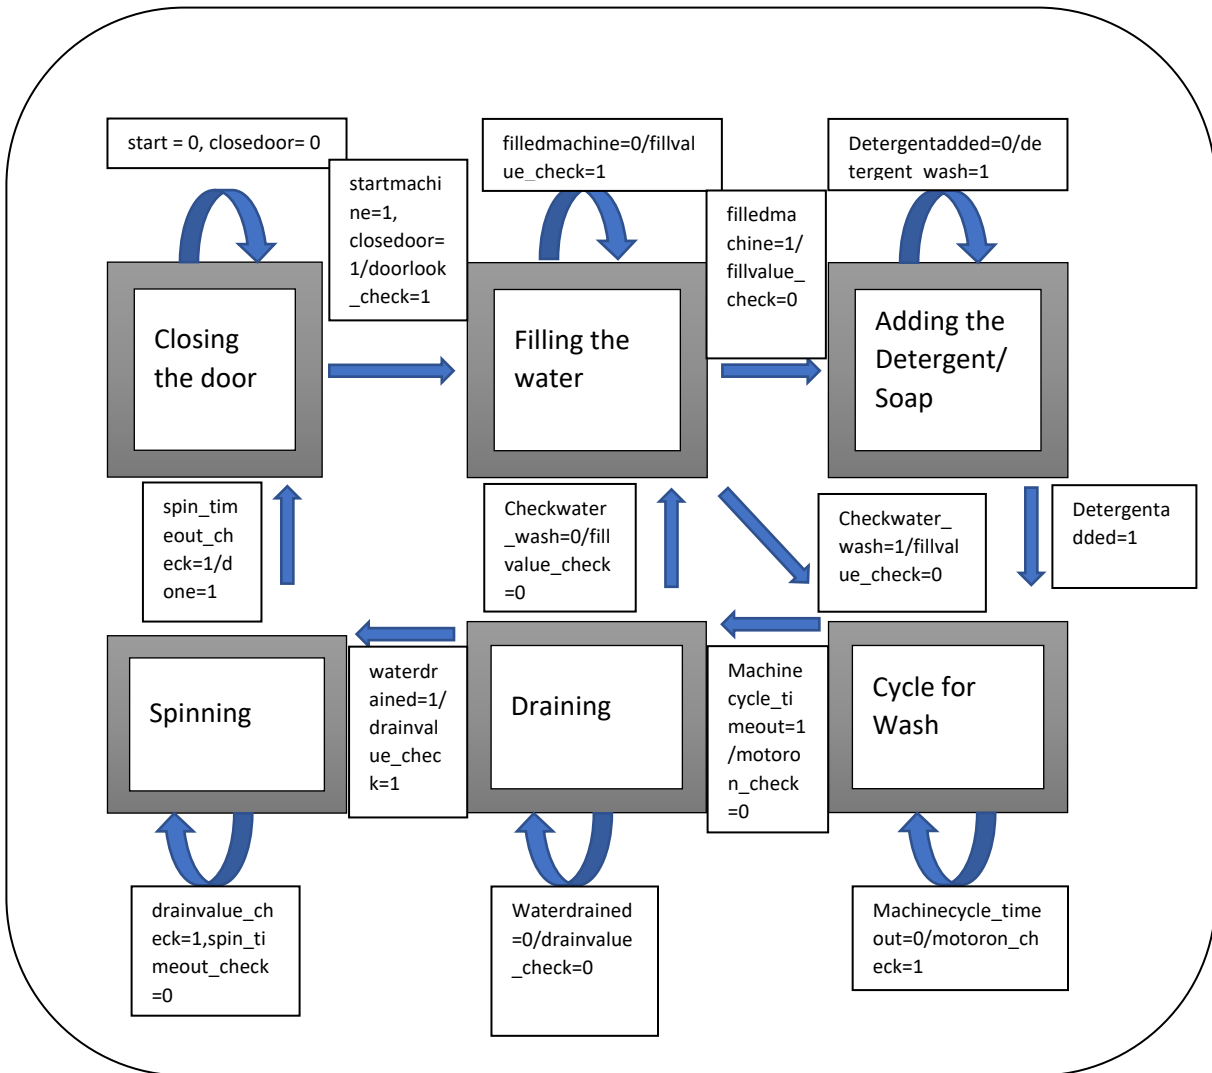 start = 0, closedoor= 0
startmachi
ne=1,
closedoor=
1/doorlook
_check=1
filledmachine=0/fillval
ue_check=1
filledma
chine=1/
fillvalue_
check=0
Detergentadded=0/de
tergent_wash=1
Closing
the door
Filling the
water
Adding the
Detergent/
Soap
spin_tim
eout_ch
eck=1/d
one=1
Checkwater
_wash=0/fill
value_check
=0
Checkwater_
wash=1/fillval
ue_check=0
Detergenta
dded=1
Spinning
waterdr
ained=1/
drainval
ue_chec
k=1
Draining
Machine
cycle_ti
meout=1
/motoro
n_check
=0
Cycle for
Wash
drainvalue_ch
eck=1,spin_ti
meout_check
=0
Waterdrained
=0/drainvalue
_check=0
Machinecycle_time
out=0/motoron_ch
eck=1